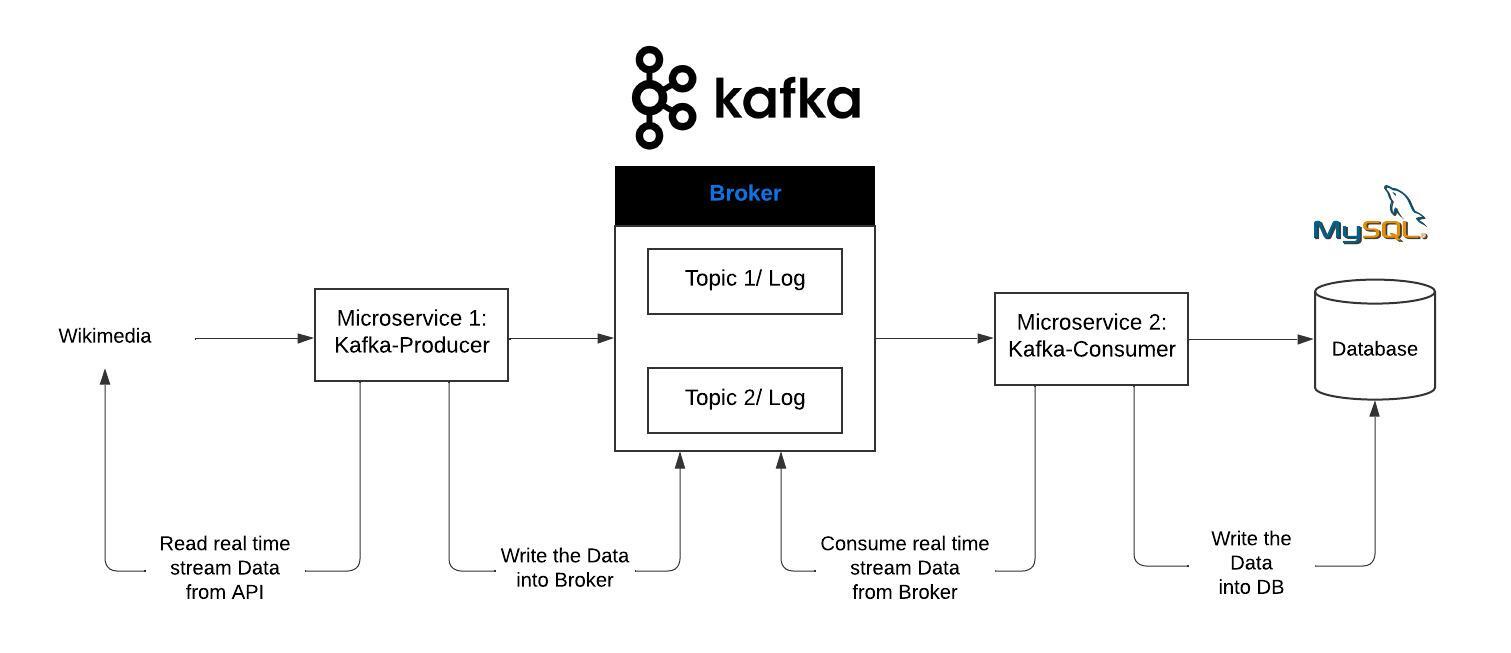 kafka
Broker
MySQL®
Topic 1/ Log
Wikimedia
Microservice 1:
Kafka-Producer
Microservice 2:
Kafka-Consumer
Database
Topic 2/ Log
Read real time
stream Data
from API
Write the Data
into Broker
Consume real time
stream Data
from Broker
Write the
Data
into DB